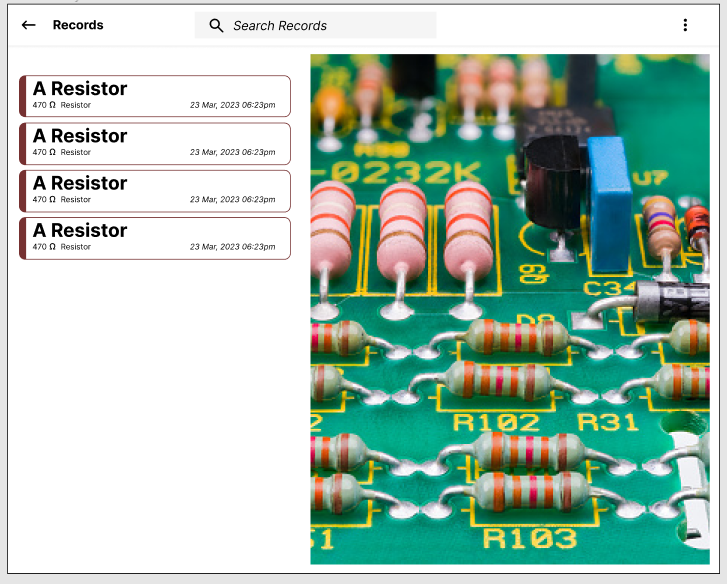 Records
Search Records
A Resistor
470 Ω Resistor
23 Mar, 2023 06:23pm
A Resistor
470 Ω Resistor
23 Mar, 2023 06:23pm
A Resistor
470 Ω Resistor
23 Mar, 2023 06:23pm
A Resistor
470 Ω Resistor
23 Mar, 2023 06:23pm
-0232K
U7
Q9
C34
R102
R31
R103